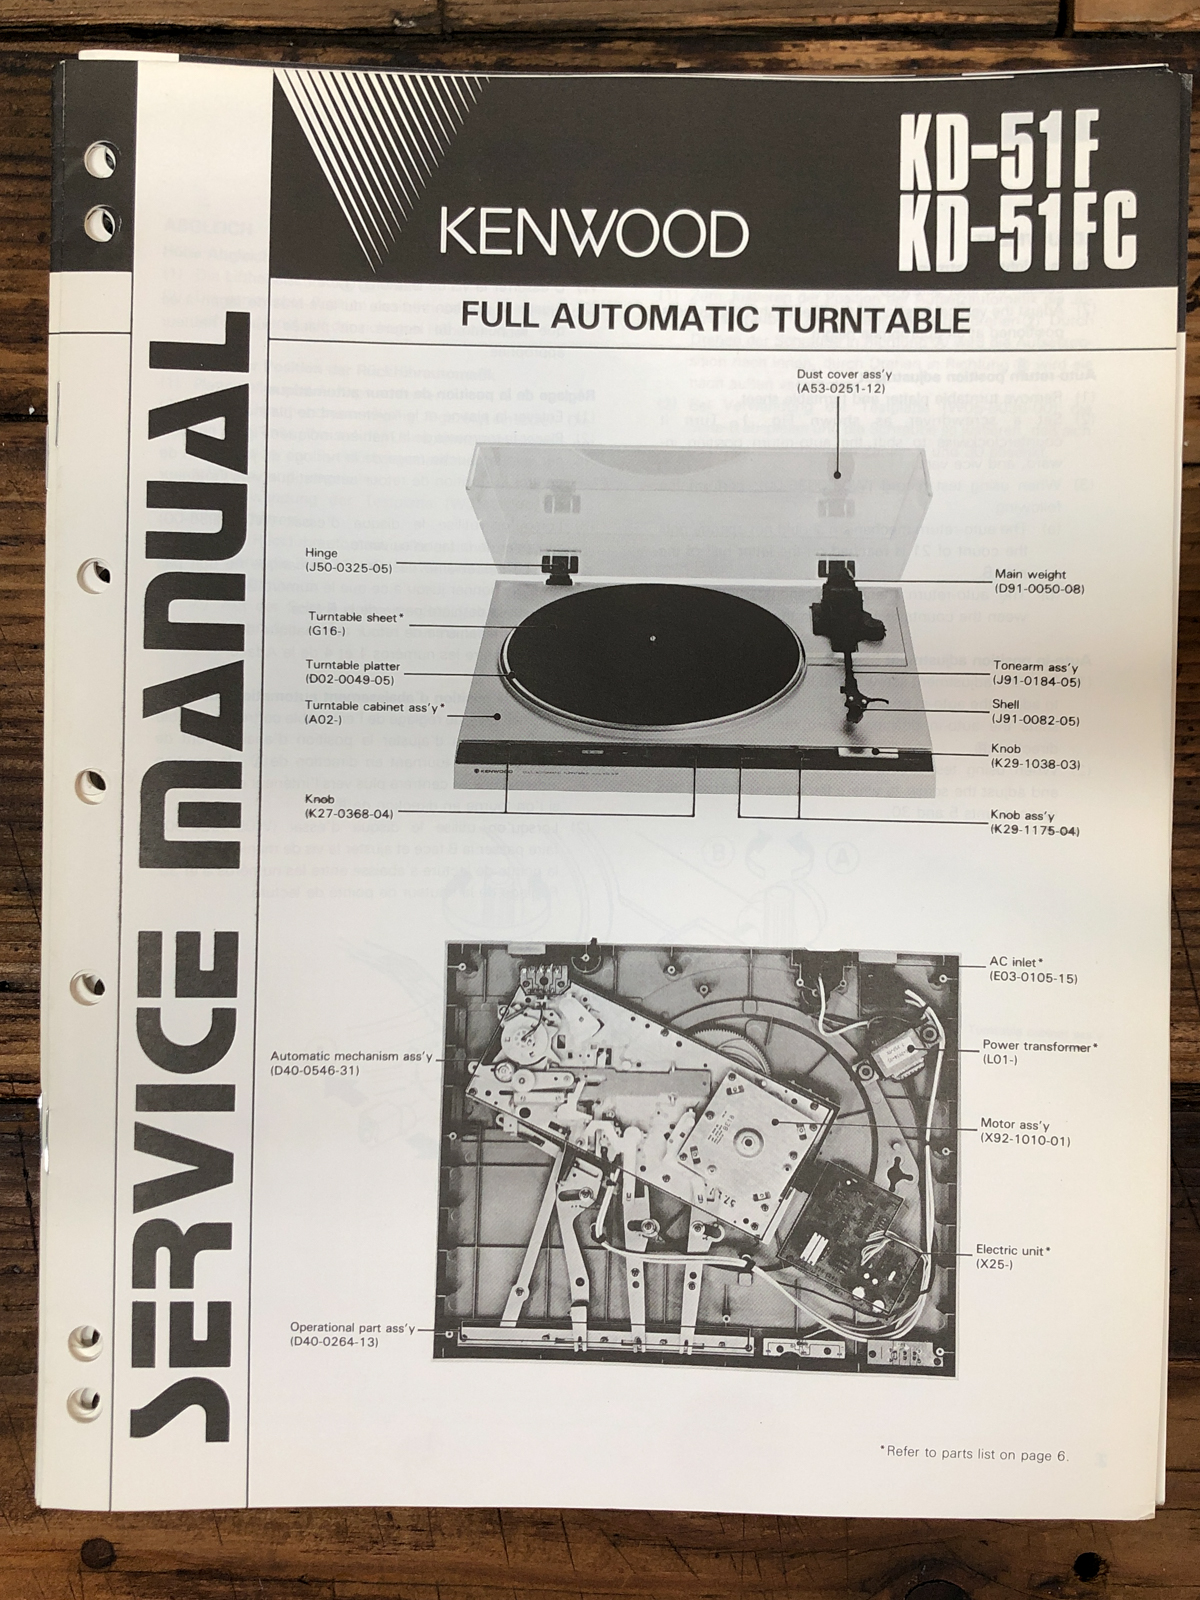 KENWOOD
KD-51F
KD-51FC
FULL AUTOMATIC TURNTABLE
SERVICE MANUAL
Dust cover ass'y
(A53-0251-12)
Hinge
(J50-0325-05)
Main weight
(D91-0050-08)
Turntable sheet*
(G16-)
Turntable platter
(D02-0049-05)
Tonearm ass'y
(J91-0184-05)
Turntable cabinet ass'y*
(A02-)
Shell
(J91-0082-05)
Knob
(K29-1038-03)
KENWOOD
Knob
(K27-0368-04)
Knob ass'y
(K29-1175-04)
AC inlet*
(E03-0105-15)
Automatic mechanism ass'y
(D40-0546-31)
Power transformer*
(L01-)
Motor ass'y
(X92-1010-01)
Electric unit*
(X25-)
Operational part ass'y
(D40-0264-13)
*Refer to parts list on page 6.